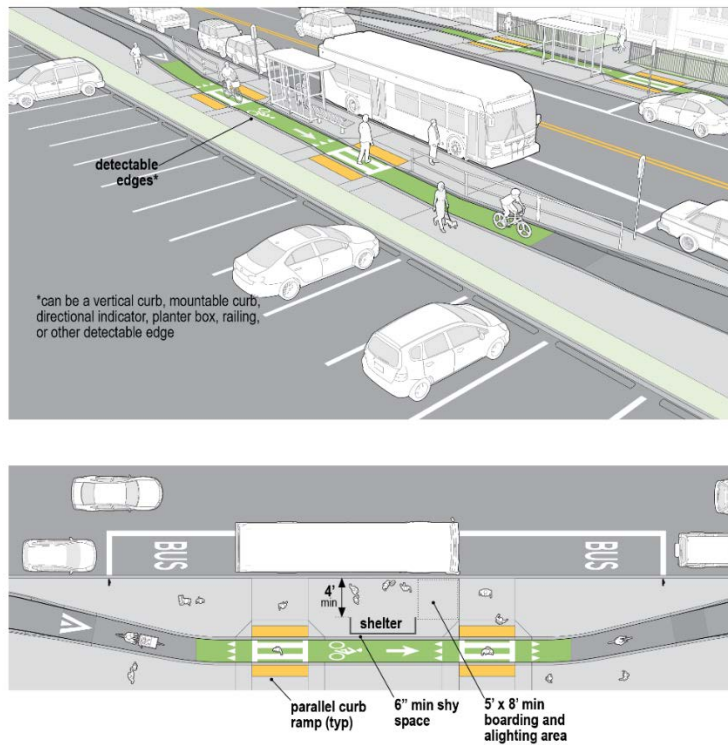 detectable
edges*
*can be a vertical curb, mountable curb,
directional indicator, planter box, railing,
or other detectable edge
BUS
BUS
4’
min
shelter
parallel curb
ramp (typ)
6” min shy
space
5’ x 8’ min
boarding and
alighting area